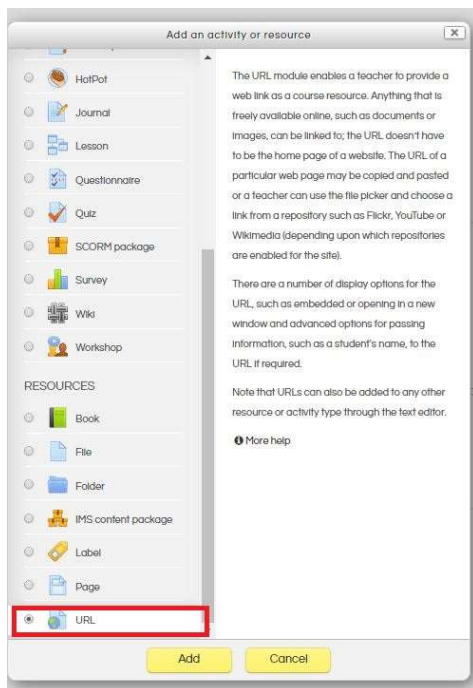 Add an activity or resource
HotPot
Journal
Lesson
Questionnaire
Quiz
SCORM package
Survey
Wiki
Workshop
RESOURCES
Book
File
Folder
IMS content package
Label
Page
URL
The URL module enables a teacher to provide a
web link as a course resource. Anything that is
freely available online, such as documents or
images, can be linked to; the URL doesn't have
to be the home page of a website. The URL of a
particular web page may be copied and pasted
or a teacher can use the file picker and choose a
link from a repository such as Flickr, YouTube or
Wikimedia (depending upon which repositories
are enabled for the site).
There are a number of display options for the
URL, such as embedded or opening in a new
window and advanced options for passing
information, such as a student's name, to the
URL if required.
Note that URLs can also be added to any other
resource or activity type through the text editor.
More help
Add
Cancel